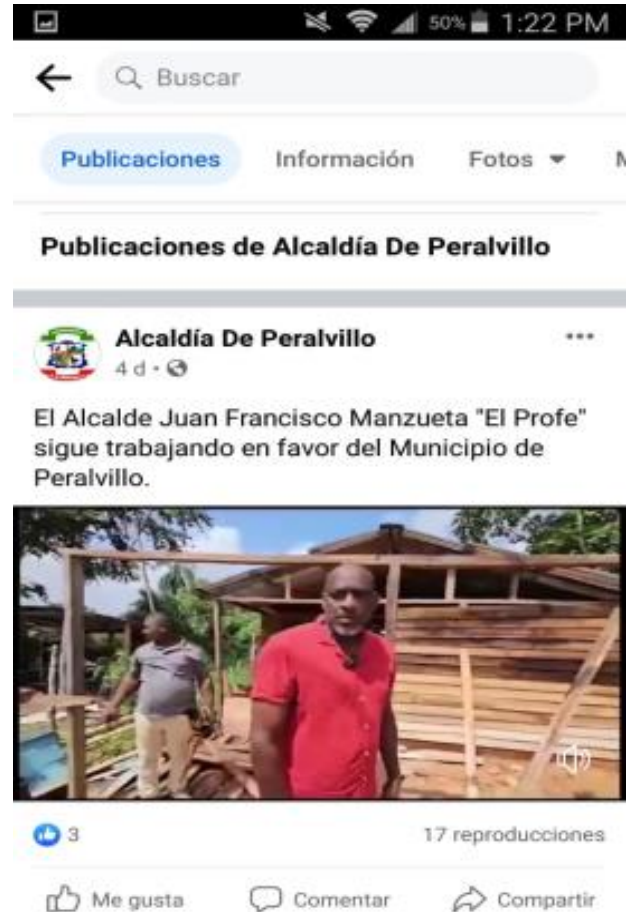 50% 1:22 PM
Buscar
Publicaciones Información Fotos
Publicaciones de Alcaldía De Peralvillo
Alcaldía De Peralvillo
4 d
El Alcalde Juan Francisco Manzueta "El Profe"
sigue trabajando en favor del Municipio de
Peralvillo.
3 17 reproducciones
Me gusta Comentar Compartir